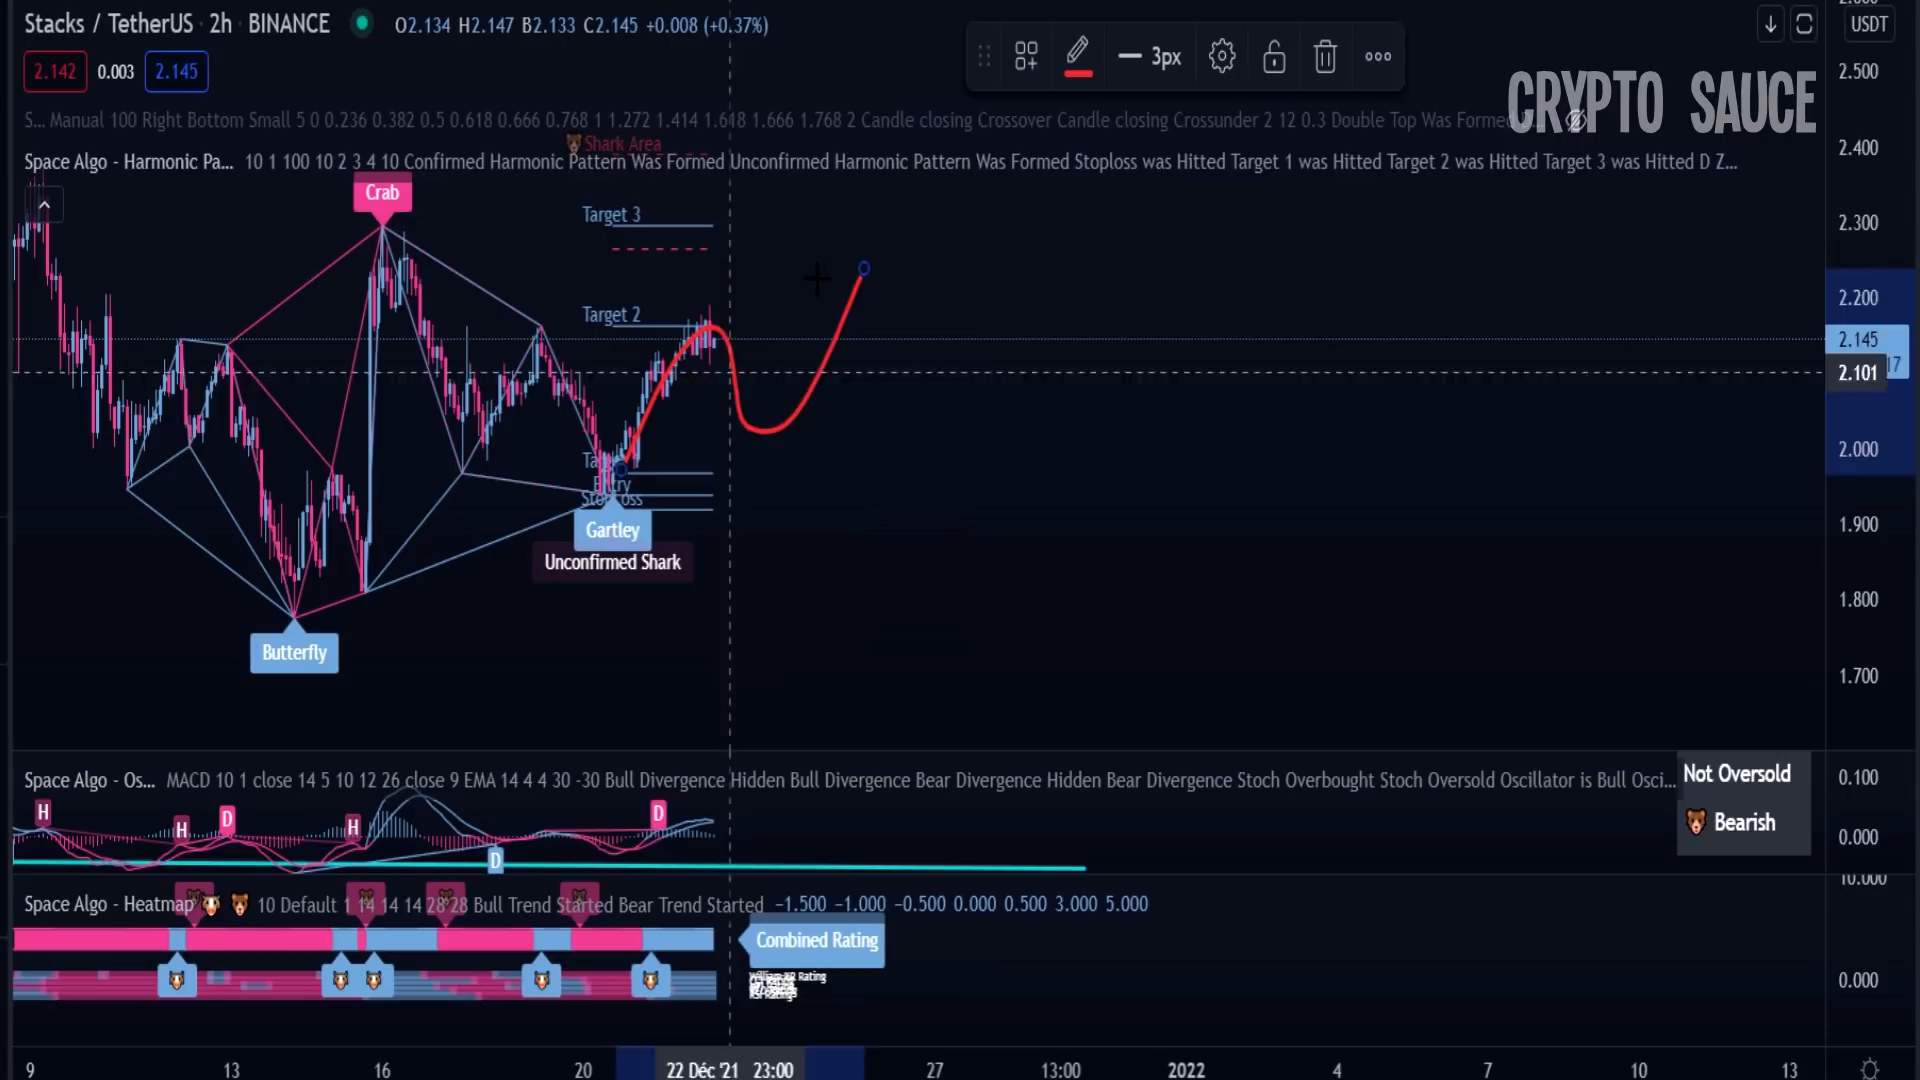 Stacks / TetherUS · 2h · BINANCE O2.134 H2.147 B2.133 C2.145 +0.008 (+0.37%)
3px
USDT
2.142 0.003 2.145
CRYPTO SAUCE
S... Manual 100 Right Bottom Small 5 0 0.236 0.382 0.5 0.618 0.666 0.768 1 1.272 1.414 1.618 1.666 1.768 2 Candle closing Crossover Candle closing Crossunder 2 12 0.3 Double Top Was Formed
Shark Area
Space Algo - Harmonic Pa... 10 1 100 10 2 3 4 10 Confirmed Harmonic Pattern Was Formed Unconfirmed Harmonic Pattern Was Formed Stoploss was Hitted Target 1 was Hitted Target 2 was Hitted Target 3 was Hitted D Z...
Crab
Target 3
Target 2
Entry
Gartley
Unconfirmed Shark
Butterfly
2.500
2.400
2.300
2.200
2.145
17
2.101
2.000
1.900
1.800
1.700
Space Algo - Os... MACD 10 1 close 14 5 10 12 26 close 9 EMA 14 4 4 30 -30 Bull Divergence Hidden Bull Divergence Bear Divergence Hidden Bear Divergence Stoch Overbought Stoch Oversold Oscillator is Bull Osci...
Not Oversold
🐻 Bearish
0.100
0.000
H
H
D
H
D
D
Space Algo - Heatmap 10 Default 1 14 14 14 28 28 Bull Trend Started Bear Trend Started −1.500 −1.000 −0.500 0.000 0.500 3.000 5.000
10.000
Combined Rating
William %R Rating
RSI Ratings
0.000
9 13 16 20 22 Déc '21 23:00 27 13:00 2022 4 7 10 13